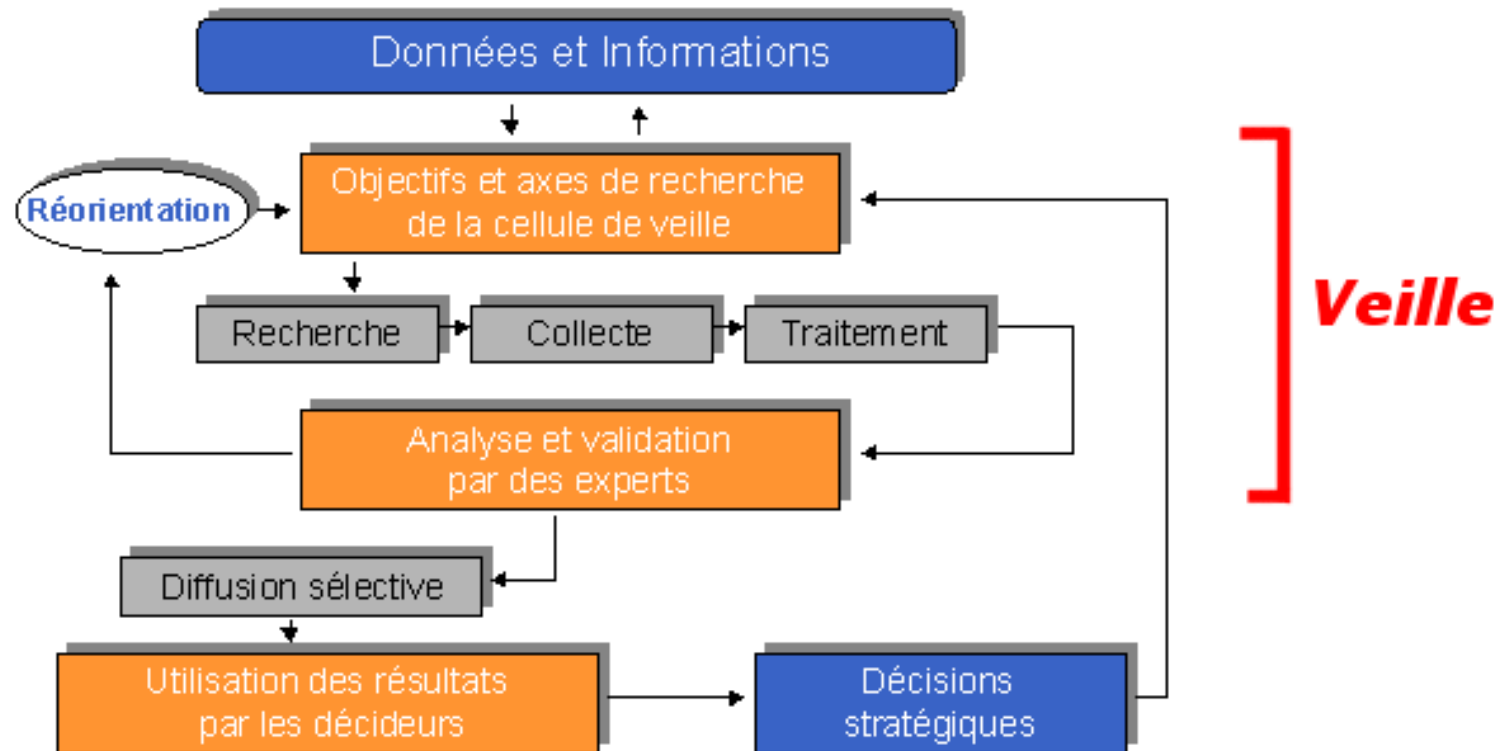 Données et Informations
Objectifs et axes de recherche
de la cellule de veille
Réorientation
Veille
Recherche
Collecte
Traitement
Analyse et validation
par des experts
Diffusion sélective
Utilisation des résultats
par les décideurs
Décisions
stratégiques